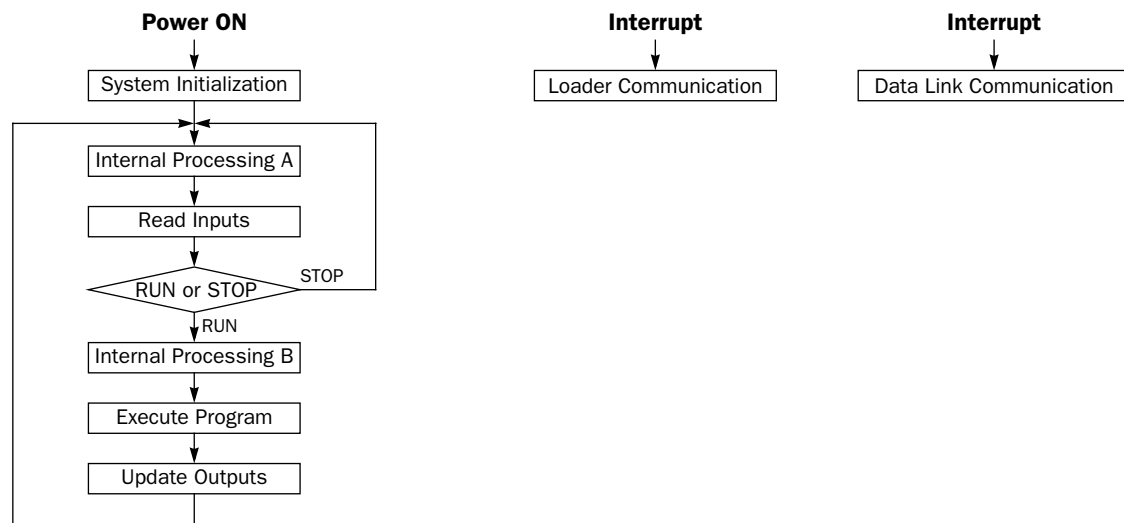 Power ON
System Initialization
Internal Processing A
Read Inputs
RUN or STOP
STOP
RUN
Internal Processing B
Execute Program
Update Outputs
Interrupt
Loader Communication
Interrupt
Data Link Communication